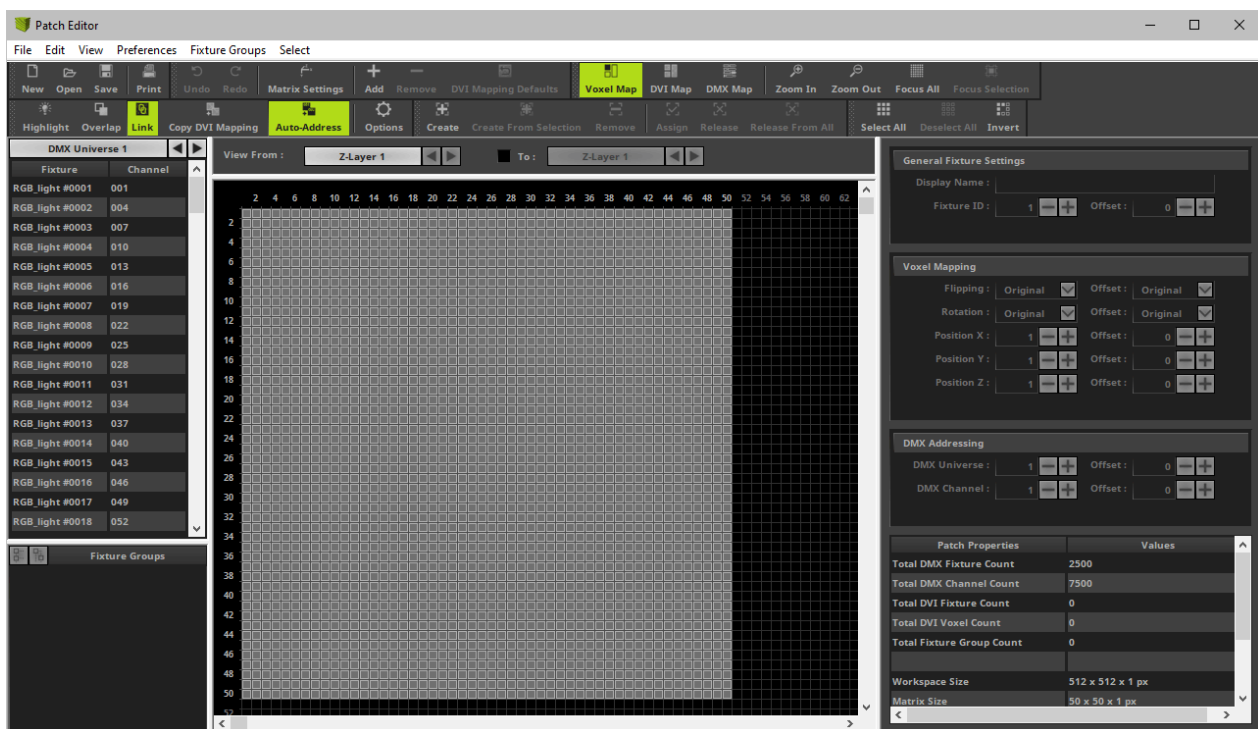 Patch Editor
File Edit View Preferences Fixture Groups Select
New Open Save Print Undo Redo Matrix Settings Add Remove DVI Mapping Defaults Voxel Map DVI Map DMX Map Zoom In Zoom Out Focus All Focus Selection
Highlight Overlap Link Copy DVI Mapping Auto-Address Options Create Create From Selection Remove Assign Release Release From All Select All Deselect All Invert
DMX Universe 1
Fixture Channel
RGB_light #0001 001
RGB_light #0002 004
RGB_light #0003 007
RGB_light #0004 010
RGB_light #0005 013
RGB_light #0006 016
RGB_light #0007 019
RGB_light #0008 022
RGB_light #0009 025
RGB_light #0010 028
RGB_light #0011 031
RGB_light #0012 034
RGB_light #0013 037
RGB_light #0014 040
RGB_light #0015 043
RGB_light #0016 046
RGB_light #0017 049
RGB_light #0018 052
Fixture Groups
View From : Z-Layer 1 To : Z-Layer 1
2 4 6 8 10 12 14 16 18 20 22 24 26 28 30 32 34 36 38 40 42 44 46 48 50 52 54 56 58 60 62
2
4
6
8
10
12
14
16
18
20
22
24
26
28
30
32
34
36
38
40
42
44
46
48
50
52
General Fixture Settings
Display Name :
Fixture ID : 1 Offset : 0
Voxel Mapping
Flipping : Original Offset : Original
Rotation : Original Offset : Original
Position X : 1 Offset : 0
Position Y : 1 Offset : 0
Position Z : 1 Offset : 0
DMX Addressing
DMX Universe : 1 Offset : 0
DMX Channel : 1 Offset : 0
Patch Properties Values
Total DMX Fixture Count 2500
Total DMX Channel Count 7500
Total DVI Fixture Count 0
Total DVI Voxel Count 0
Total Fixture Group Count 0
Workspace Size 512 x 512 x 1 px
Matrix Size 50 x 50 x 1 px